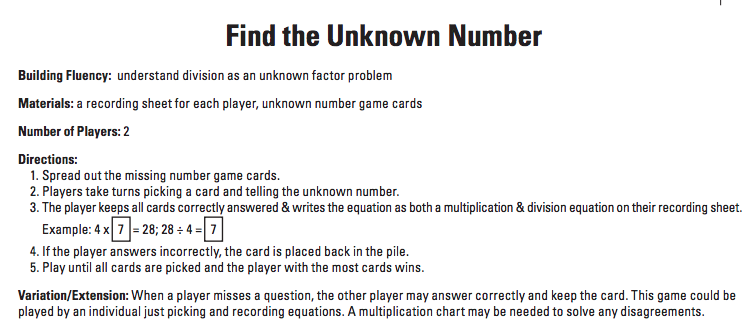 Find the Unknown Number
Building Fluency: understand division as an unknown factor problem
Materials: a recording sheet for each player, unknown number game cards
Number of Players: 2
Directions:
1. Spread out the missing number game cards.
2. Players take turns picking a card and telling the unknown number.
3. The player keeps all cards correctly answered & writes the equation as both a multiplication & division equation on their recording sheet.
Example: 4 x 7 = 28; 28 ÷ 4 = 7
4. If the player answers incorrectly, the card is placed back in the pile.
5. Play until all cards are picked and the player with the most cards wins.
Variation/Extension: When a player misses a question, the other player may answer correctly and keep the card. This game could be
played by an individual just picking and recording equations. A multiplication chart may be needed to solve any disagreements.